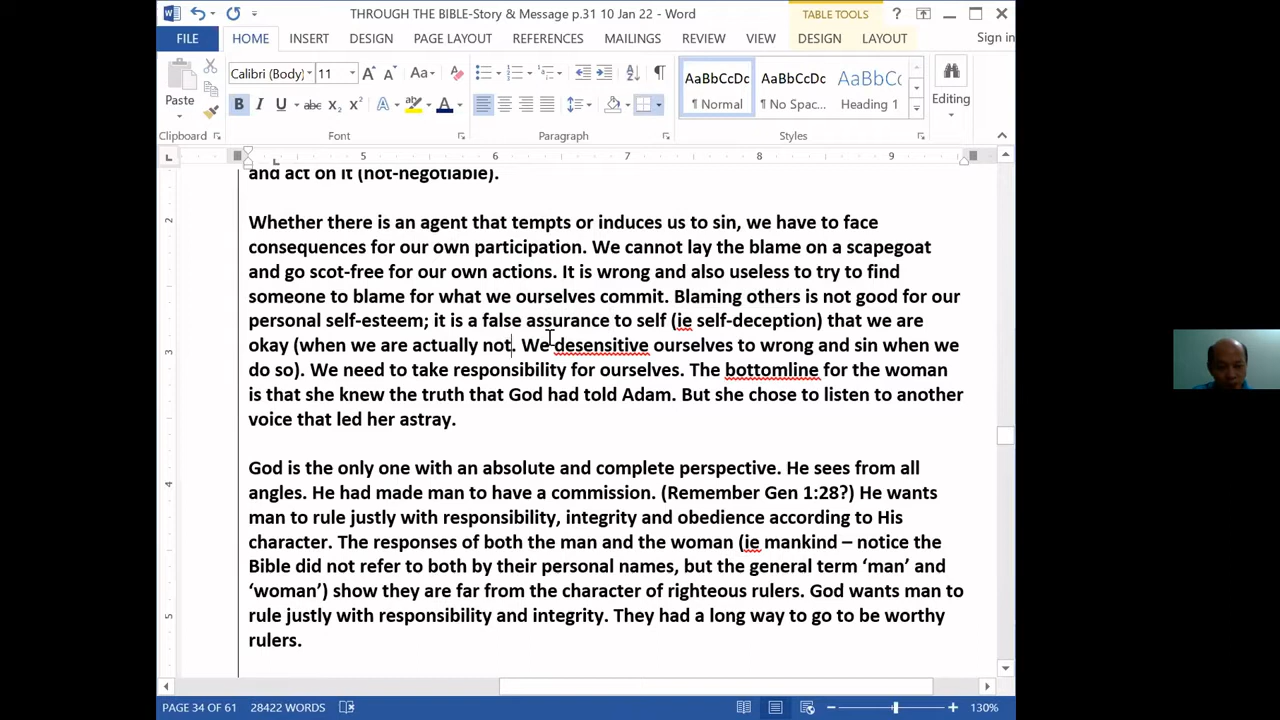 THROUGH THE BIBLE-Story & Message p.31 10 Jan 22 - Word
TABLE TOOLS
FILE HOME INSERT DESIGN PAGE LAYOUT REFERENCES MAILINGS REVIEW VIEW DESIGN LAYOUT Sign in
Calibri (Body) 11
AaBbCcDc AaBbCcDc AaBbCc
Paste
¶ Normal ¶ No Spac... Heading 1
Editing
Clipboard Font Paragraph Styles
5 6 7 8 9
and act on it (not-negotiable).
Whether there is an agent that tempts or induces us to sin, we have to face
consequences for our own participation. We cannot lay the blame on a scapegoat
and go scot-free for our own actions. It is wrong and also useless to try to find
someone to blame for what we ourselves commit. Blaming others is not good for our
personal self-esteem; it is a false assurance to self (ie self-deception) that we are
okay (when we are actually not. We desensitive ourselves to wrong and sin when we
do so). We need to take responsibility for ourselves. The bottomline for the woman
is that she knew the truth that God had told Adam. But she chose to listen to another
voice that led her astray.
God is the only one with an absolute and complete perspective. He sees from all
angles. He had made man to have a commission. (Remember Gen 1:28?) He wants
man to rule justly with responsibility, integrity and obedience according to His
character. The responses of both the man and the woman (ie mankind – notice the
Bible did not refer to both by their personal names, but the general term ‘man’ and
‘woman’) show they are far from the character of righteous rulers. God wants man to
rule justly with responsibility and integrity. They had a long way to go to be worthy
rulers.
2
3
4
5
PAGE 34 OF 61 28422 WORDS 130%